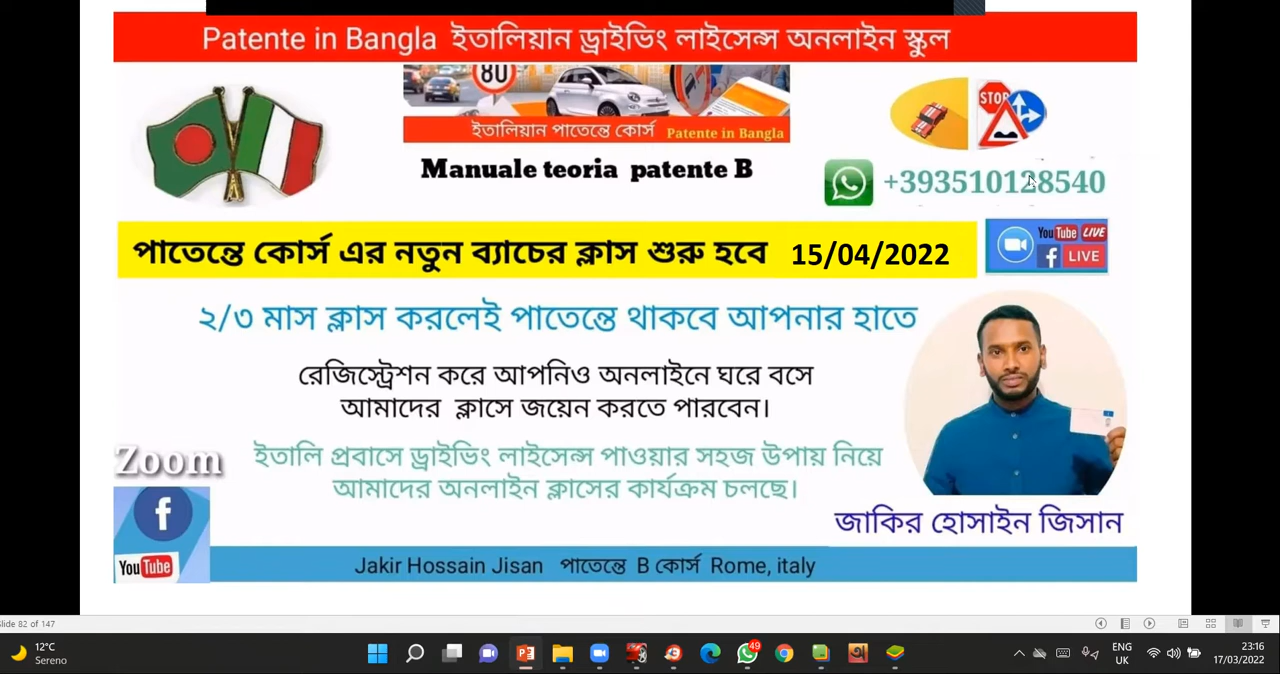 Patente in Bangla ইতালিয়ান ড্রাইভিং লাইসেন্স অনলাইন স্কুল
80
ইতালিয়ান পাতেন্তে কোর্স Patente in Bangla
STOP
Manuale teoria patente B
+393510128540
পাতেন্তে কোর্স এর নতুন ব্যাচের ক্লাস শুরু হবে 15/04/2022
YouTube LIVE
f LIVE
২/৩ মাস ক্লাস করলেই পাতেন্তে থাকবে আপনার হাতে
রেজিস্ট্রেশন করে আপনিও অনলাইনে ঘরে বসে
আমাদের ক্লাসে জয়েন করতে পারবেন।
Zoom
ইতালি প্রবাসে ড্রাইভিং লাইসেন্স পাওয়ার সহজ উপায় নিয়ে
আমাদের অনলাইন ক্লাসের কার্যক্রম চলছে।
f
YouTube
জাকির হোসাইন জিসান
Jakir Hossain Jisan পাতেন্তে B কোর্স Rome, italy
Slide 82 of 147
12°C
Sereno
49
অ
ENG
UK
23:16
17/03/2022